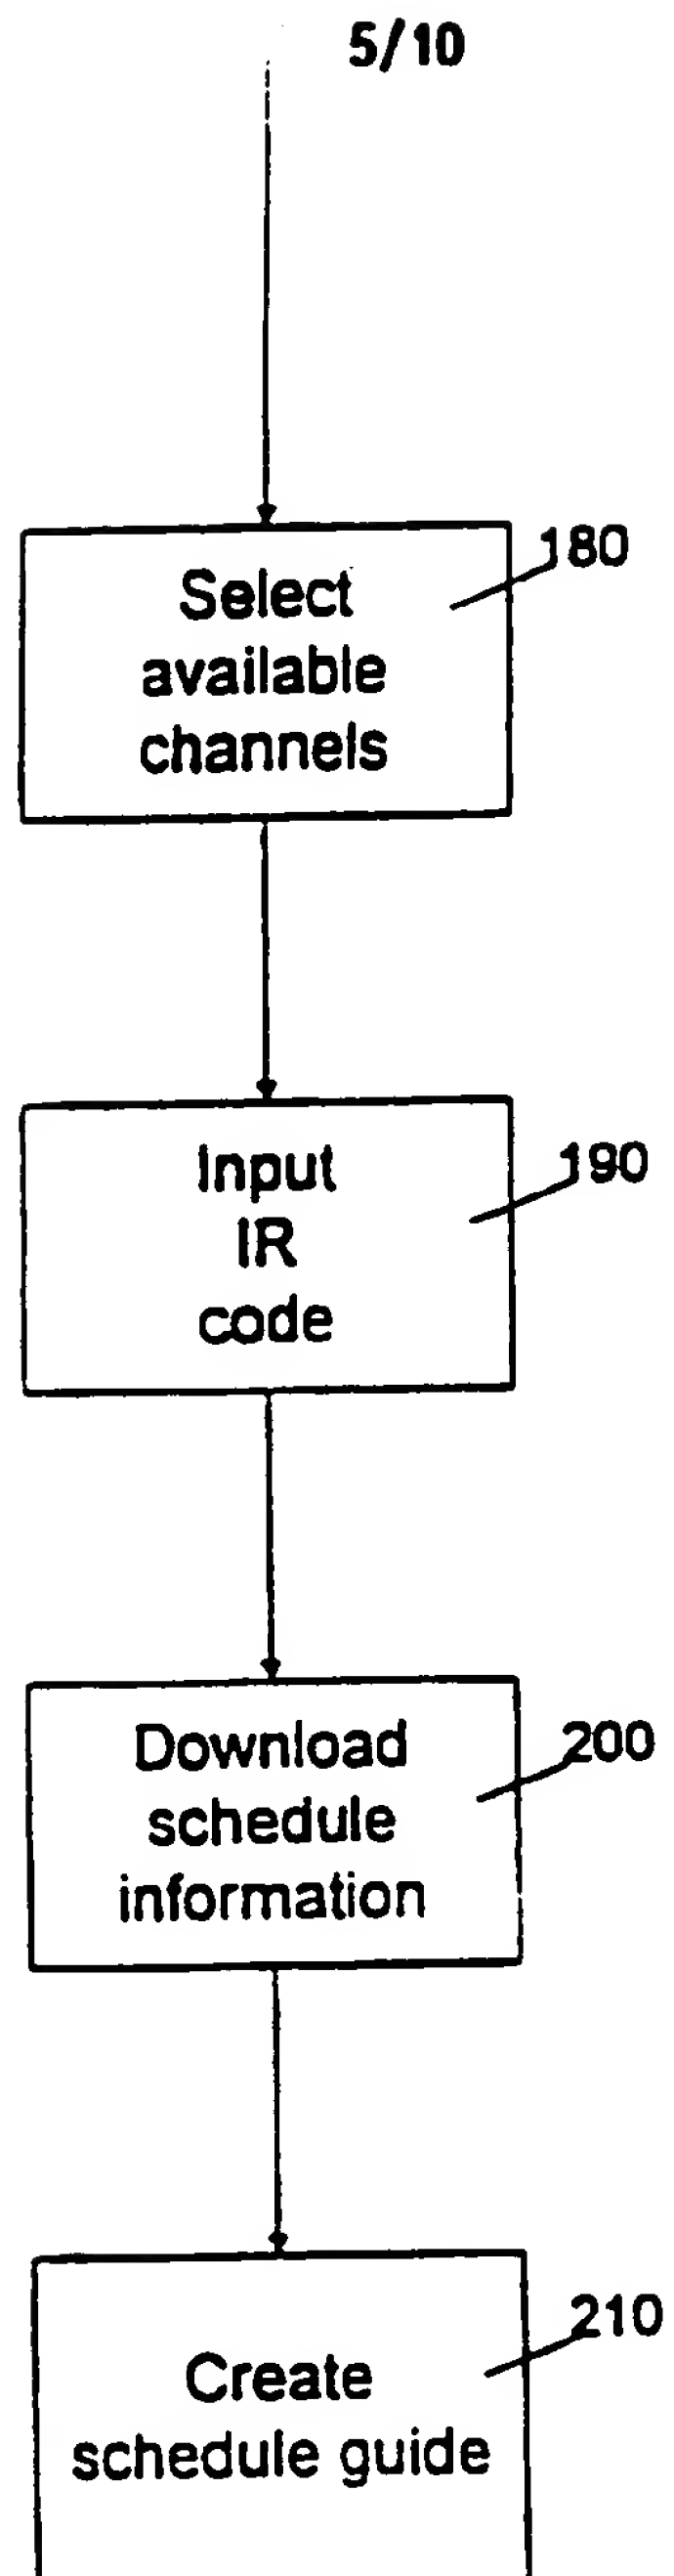 5/10
180
Select
available
channels
190
Input
IR
code
200
Download
schedule
information
210
Create
schedule guide